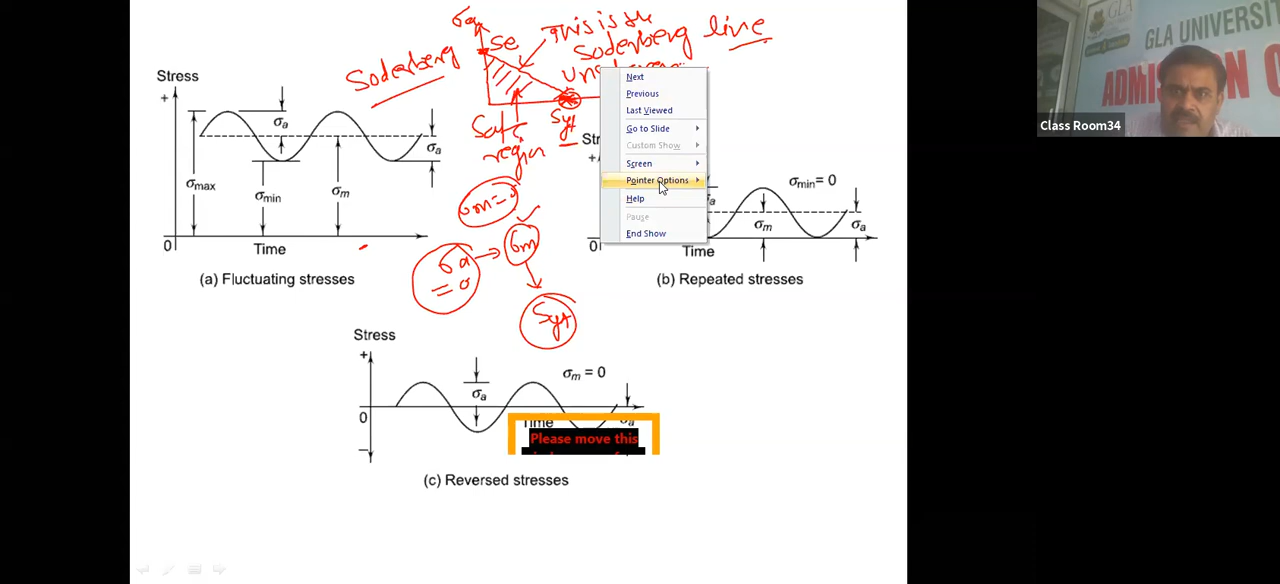 Stress
+
σa
σa
σmax
σmin
σm
0
Time
(a) Fluctuating stresses
Soderberg
σa
Se
This is the
Soderberg line
Syt
Safe
region
σm=
σa
= 0
σm
Syt
Next
Previous
Last Viewed
Go to Slide
Custom Show
Screen
Pointer Options
Help
Pause
End Show
+
0
σmin= 0
σm
σa
Time
(b) Repeated stresses
Stress
+
0
–
σa
σm = 0
Time
Please move this
(c) Reversed stresses
GLA
GLA UNIVERSITY
Class Room34